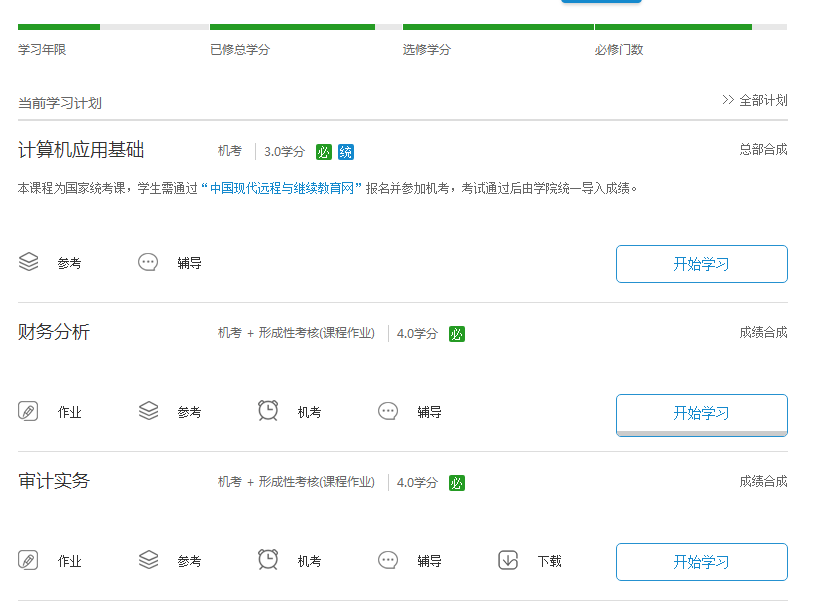 学习年限 已修总学分 选修学分 必修门数
当前学习计划 >> 全部计划
计算机应用基础 机考 3.0学分 必 统 总部合成
本课程为国家统考课，学生需通过“中国现代远程与继续教育网”报名并参加机考，考试通过后由学院统一导入成绩。
参考 辅导 开始学习
财务分析 机考 + 形成性考核(课程作业) 4.0学分 必 成绩合成
作业 参考 机考 辅导 开始学习
审计实务 机考 + 形成性考核(课程作业) 4.0学分 必 成绩合成
作业 参考 机考 辅导 下载 开始学习